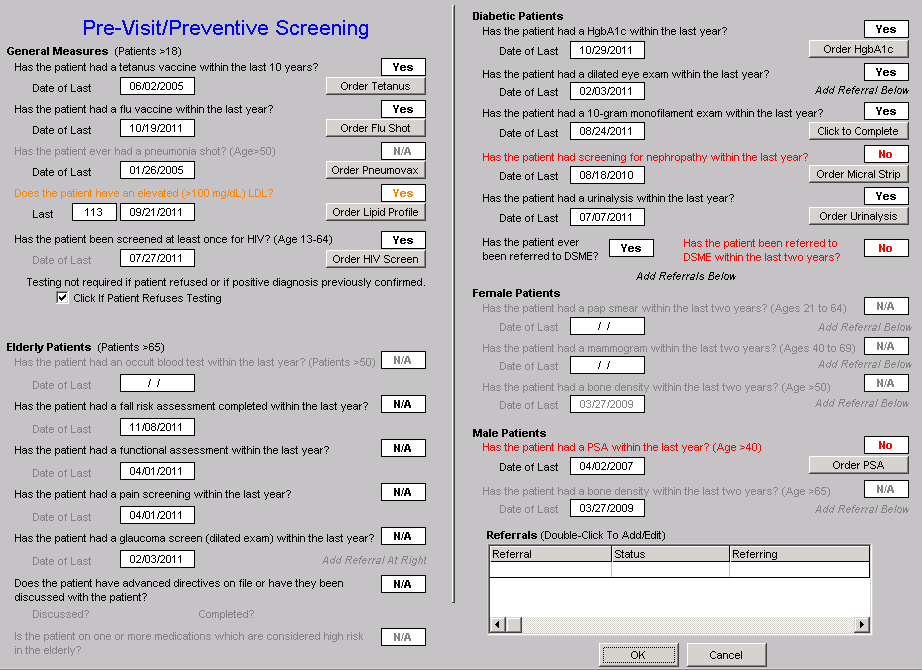 Pre-Visit/Preventive Screening
General Measures (Patients >18)
Has the patient had a tetanus vaccine within the last 10 years? Yes
Date of Last 06/02/2005 Order Tetanus
Has the patient had a flu vaccine within the last year? Yes
Date of Last 10/19/2011 Order Flu Shot
Has the patient ever had a pneumonia shot? (Age>50) N/A
Date of Last 01/26/2005 Order Pneumovax
Does the patient have an elevated (>100 mg/dL) LDL? Yes
Last 113 09/21/2011 Order Lipid Profile
Has the patient been screened at least once for HIV? (Age 13-64) Yes
Date of Last 07/27/2011 Order HIV Screen
Testing not required if patient refused or if positive diagnosis previously confirmed.
Click If Patient Refuses Testing
Elderly Patients (Patients >65)
Has the patient had an occult blood test within the last year? (Patients >50) N/A
Date of Last / /
Has the patient had a fall risk assessment completed within the last year? N/A
Date of Last 11/08/2011
Has the patient had a functional assessment within the last year? N/A
Date of Last 04/01/2011
Has the patient had a pain screening within the last year? N/A
Date of Last 04/01/2011
Has the patient had a glaucoma screen (dilated exam) within the last year? N/A
Date of Last 02/03/2011 Add Referral At Right
Does the patient have advanced directives on file or have they been N/A
discussed with the patient?
Discussed? Completed?
Is the patient on one or more medications which are considered high risk N/A
in the elderly?
Diabetic Patients
Has the patient had a HgbA1c within the last year? Yes
Date of Last 10/29/2011 Order HgbA1c
Has the patient had a dilated eye exam within the last year? Yes
Date of Last 02/03/2011 Add Referral Below
Has the patient had a 10-gram monofilament exam within the last year? Yes
Date of Last 08/24/2011 Click to Complete
Has the patient had screening for nephropathy within the last year? No
Date of Last 08/18/2010 Order Micral Strip
Has the patient had a urinalysis within the last year? Yes
Date of Last 07/07/2011 Order Urinalysis
Has the patient ever Yes Has the patient been referred to No
been referred to DSME? DSME within the last two years?
Add Referrals Below
Female Patients
Has the patient had a pap smear within the last two years? (Ages 21 to 64) N/A
Date of Last / / Add Referral Below
Has the patient had a mammogram within the last two years? (Ages 40 to 69) N/A
Date of Last / / Add Referral Below
Has the patient had a bone density within the last two years? (Age >50) N/A
Date of Last 03/27/2009 Add Referral Below
Male Patients
Has the patient had a PSA within the last year? (Age >40) No
Date of Last 04/02/2007 Order PSA
Has the patient had a bone density within the last two years? (Age >65) N/A
Date of Last 03/27/2009 Add Referral Below
Referrals (Double-Click To Add/Edit)
Referral Status Referring
OK Cancel